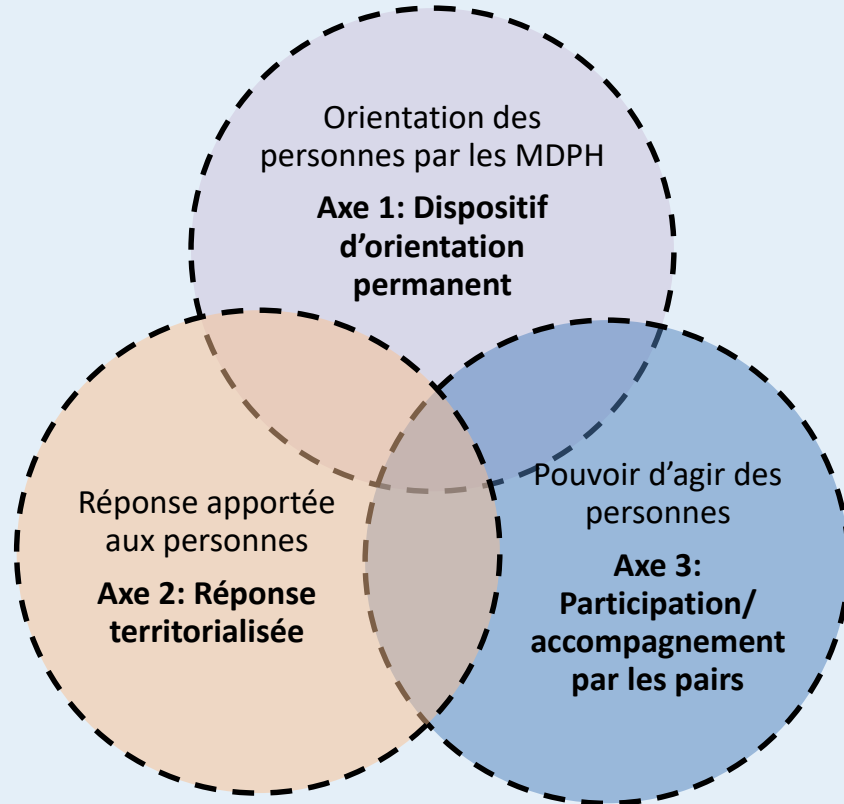 Orientation des
personnes par les MDPH
Axe 1: Dispositif
d’orientation
permanent
Réponse apportée
aux personnes
Axe 2: Réponse
territorialisée
Pouvoir d’agir des
personnes
Axe 3:
Participation/
accompagnement
par les pairs